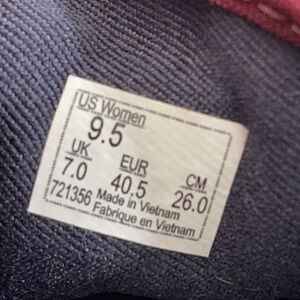 US Women
9.5
UK EUR CM
7.0 40.5 26.0
721356 Made in Vietnam
Fabrique en Vietnam